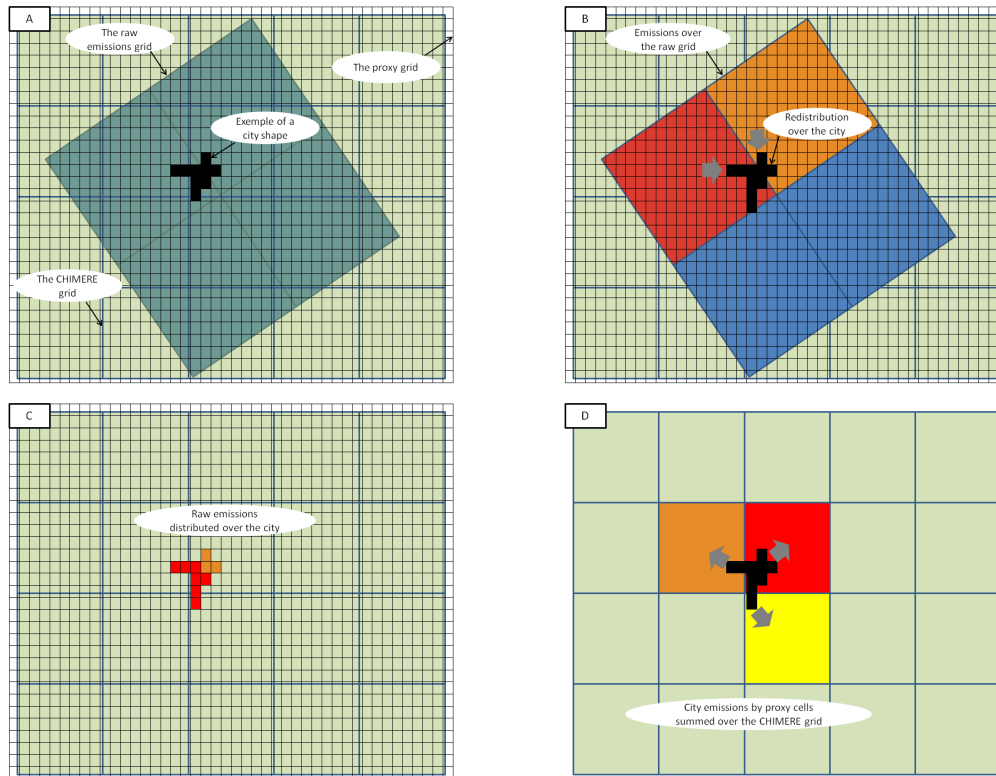 A
The raw
emissions grid
The proxy grid
Exemple of a
city shape
The CHIMERE
grid
B
Emissions over
the raw grid
Redistribution
over the city
C
Raw emissions
distributed over the city
D
City emissions by proxy cells
summed over the CHIMERE grid